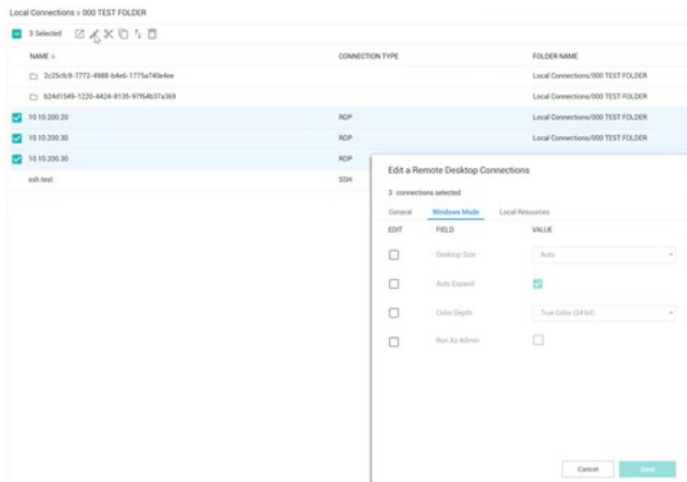 Local Connections > 000 TEST FOLDER
3 Selected
NAME CONNECTION TYPE FOLDER NAME
2c25cfc9-7772-4988-b4e6-1775a740e4ee Local Connections/000 TEST FOLDER
b24d1549-1220-4424-8135-97f64b37a369 Local Connections/000 TEST FOLDER
10.10.200.20 RDP Local Connections/000 TEST FOLDER
10.10.200.30 RDP Local Connections/000 TEST FOLDER
10.10.200.30 RDP
ssh test SSH
Edit a Remote Desktop Connections
3 connections selected
General Windows Mode Local Resources
EDIT FIELD VALUE
Desktop Size Auto
Auto Expand
Color Depth True Color (24 bit)
Run As Admin
Cancel Save